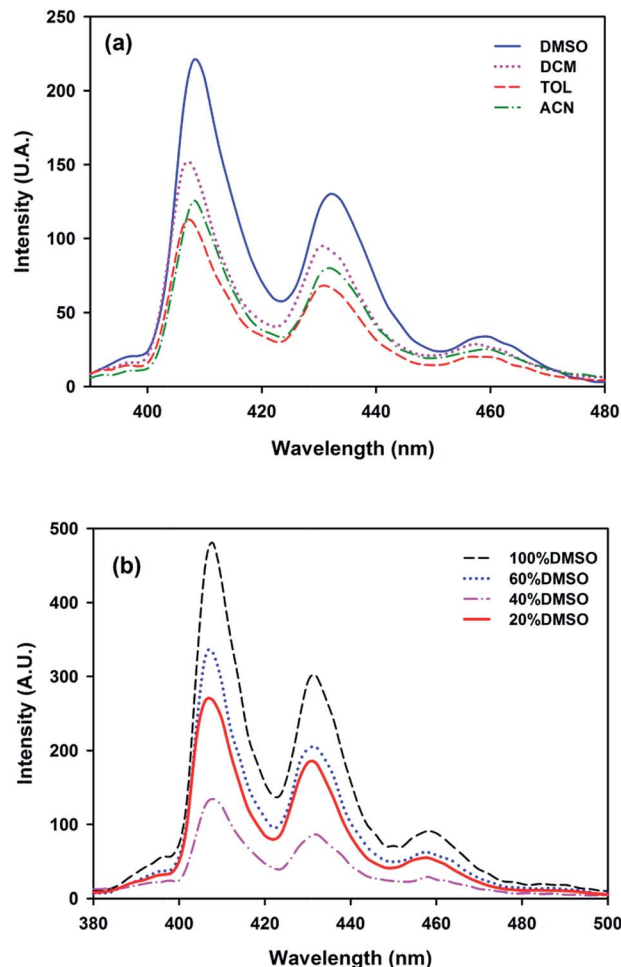 250
(a)
DMSO
200
DCM
TOL
ACN
150
Intensity (U.A.)
100
50
0
400 420 440 460 480
Wavelength (nm)
500
(b)
100%DMSO
60%DMSO
400
40%DMSO
20%DMSO
300
Intensity (A.U.)
200
100
0
380 400 420 440 460 480 500
Wavelength (nm)